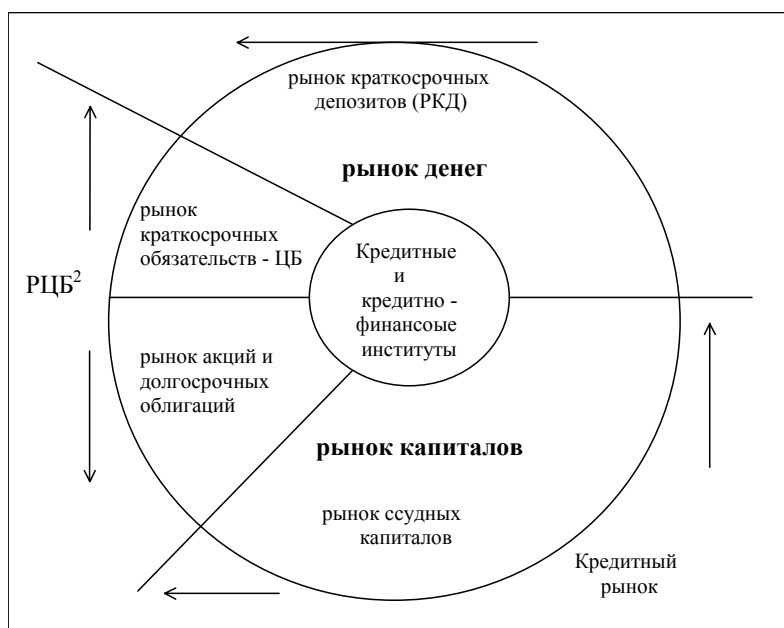 рынок краткосрочных
депозитов (РКД)
рынок денег
рынок
краткосрочных
обязательств - ЦБ
РЦБ²
Кредитные
и
кредитно -
финансоые
институты
рынок акций и
долгосрочных
облигаций
рынок капиталов
рынок ссудных
капиталов
Кредитный
рынок